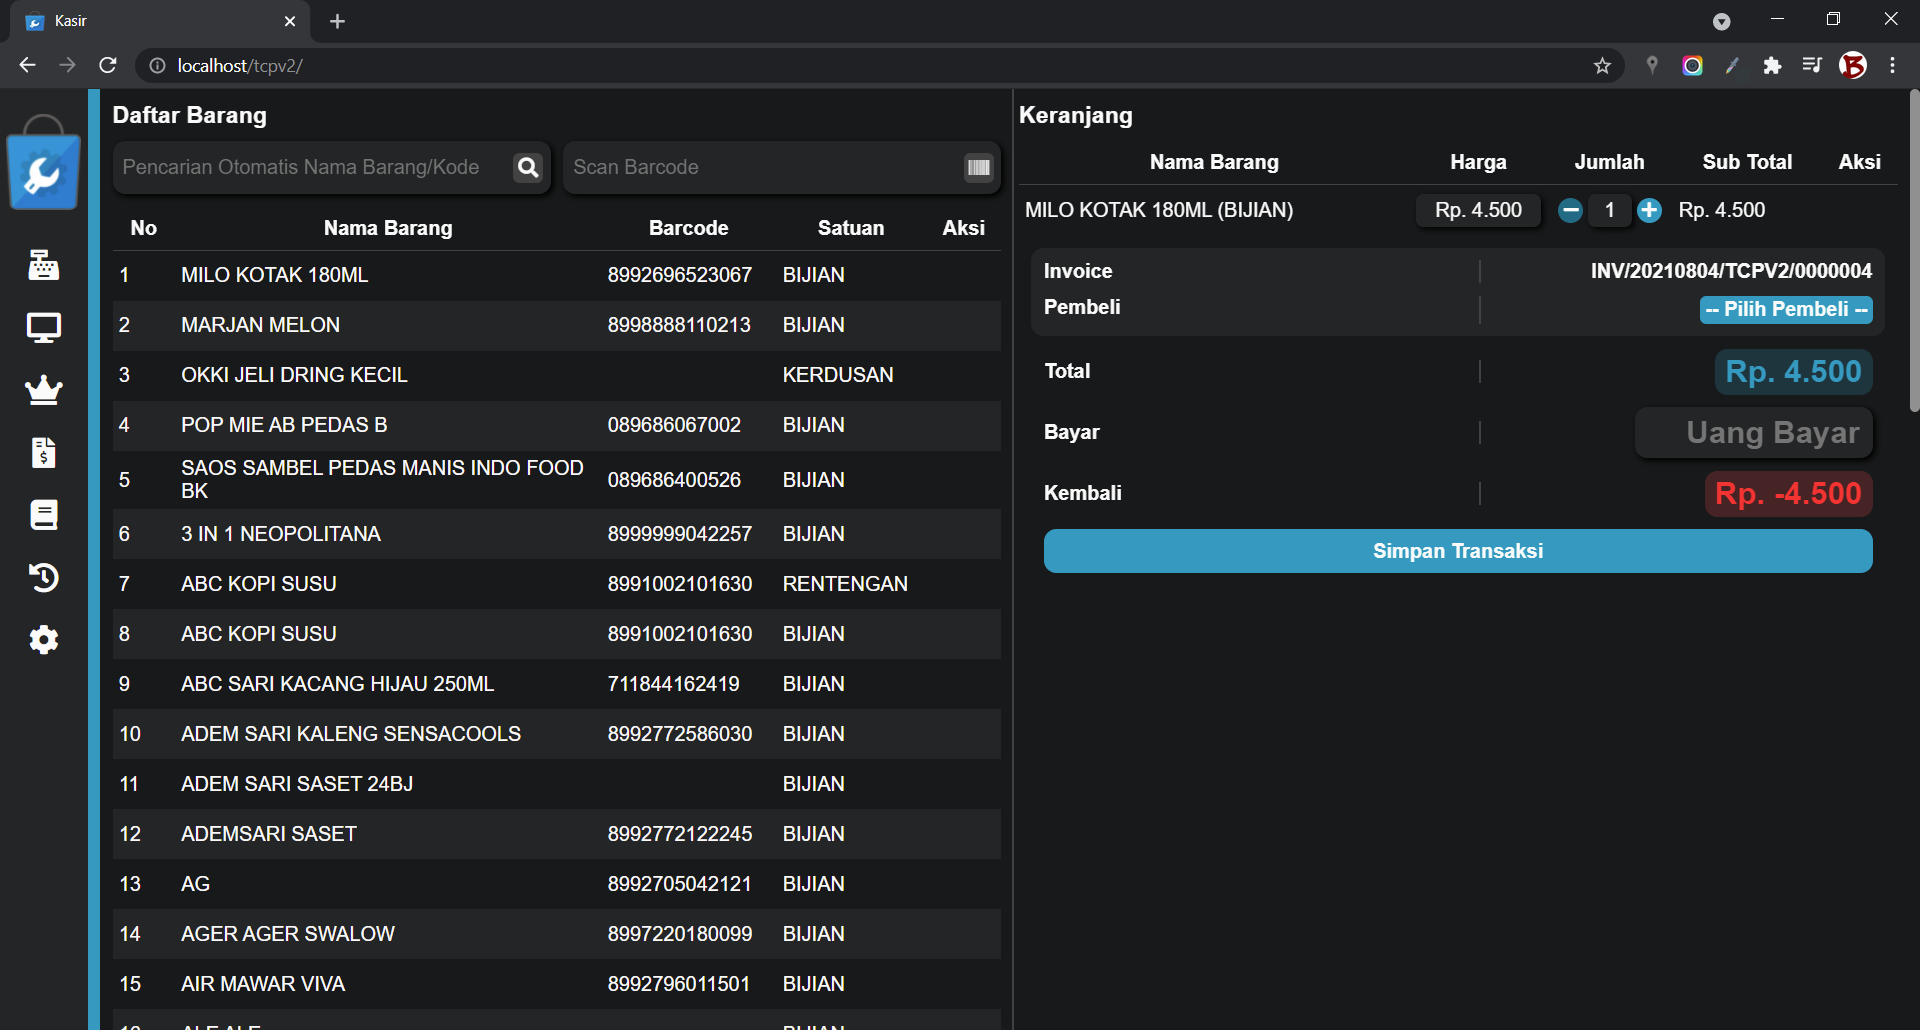 Kasir
localhost/tcpv2/
Daftar Barang
Pencarian Otomatis Nama Barang/Kode
Scan Barcode
No Nama Barang Barcode Satuan Aksi
1 MILO KOTAK 180ML 8992696523067 BIJIAN
2 MARJAN MELON 8998888110213 BIJIAN
3 OKKI JELI DRING KECIL KERDUSAN
4 POP MIE AB PEDAS B 089686067002 BIJIAN
5 SAOS SAMBEL PEDAS MANIS INDO FOOD BK 089686400526 BIJIAN
6 3 IN 1 NEOPOLITANA 8999999042257 BIJIAN
7 ABC KOPI SUSU 8991002101630 RENTENGAN
8 ABC KOPI SUSU 8991002101630 BIJIAN
9 ABC SARI KACANG HIJAU 250ML 711844162419 BIJIAN
10 ADEM SARI KALENG SENSACOOLS 8992772586030 BIJIAN
11 ADEM SARI SASET 24BJ BIJIAN
12 ADEMSARI SASET 8992772122245 BIJIAN
13 AG 8992705042121 BIJIAN
14 AGER AGER SWALOW 8997220180099 BIJIAN
15 AIR MAWAR VIVA 8992796011501 BIJIAN
Keranjang
Nama Barang Harga Jumlah Sub Total Aksi
MILO KOTAK 180ML (BIJIAN) Rp. 4.500 1 Rp. 4.500
Invoice INV/20210804/TCPV2/0000004
Pembeli -- Pilih Pembeli --
Total Rp. 4.500
Bayar Uang Bayar
Kembali Rp. -4.500
Simpan Transaksi